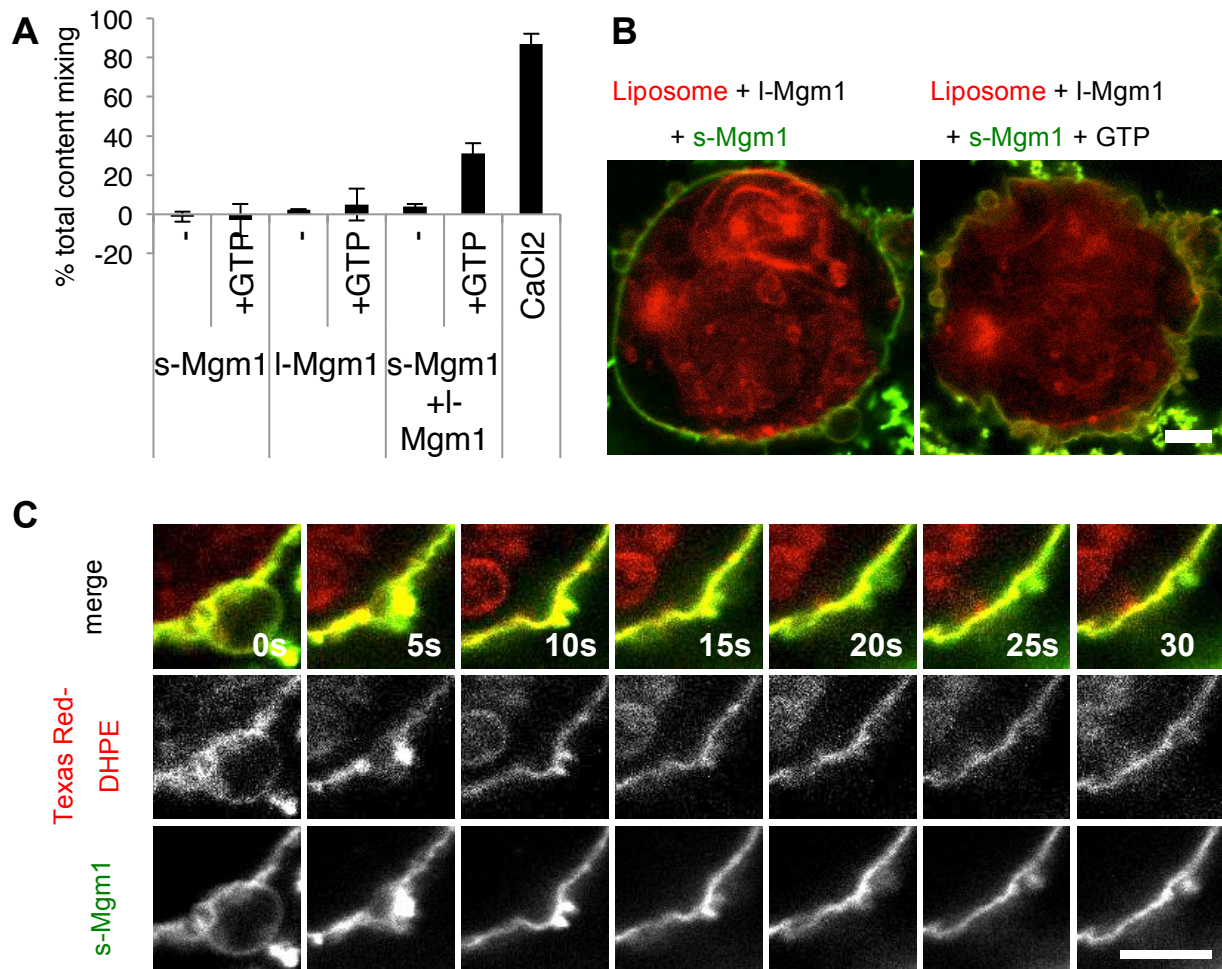 A
% total content mixing
100
80
60
40
20
0
-20
-
+GTP
-
+GTP
-
+GTP
CaCl2
s-Mgm1
l-Mgm1
s-Mgm1
+l-
Mgm1
B
Liposome + l-Mgm1
+ s-Mgm1
Liposome + l-Mgm1
+ s-Mgm1 + GTP
C
merge
0s
5s
10s
15s
20s
25s
30
Texas Red-
DHPE
s-Mgm1